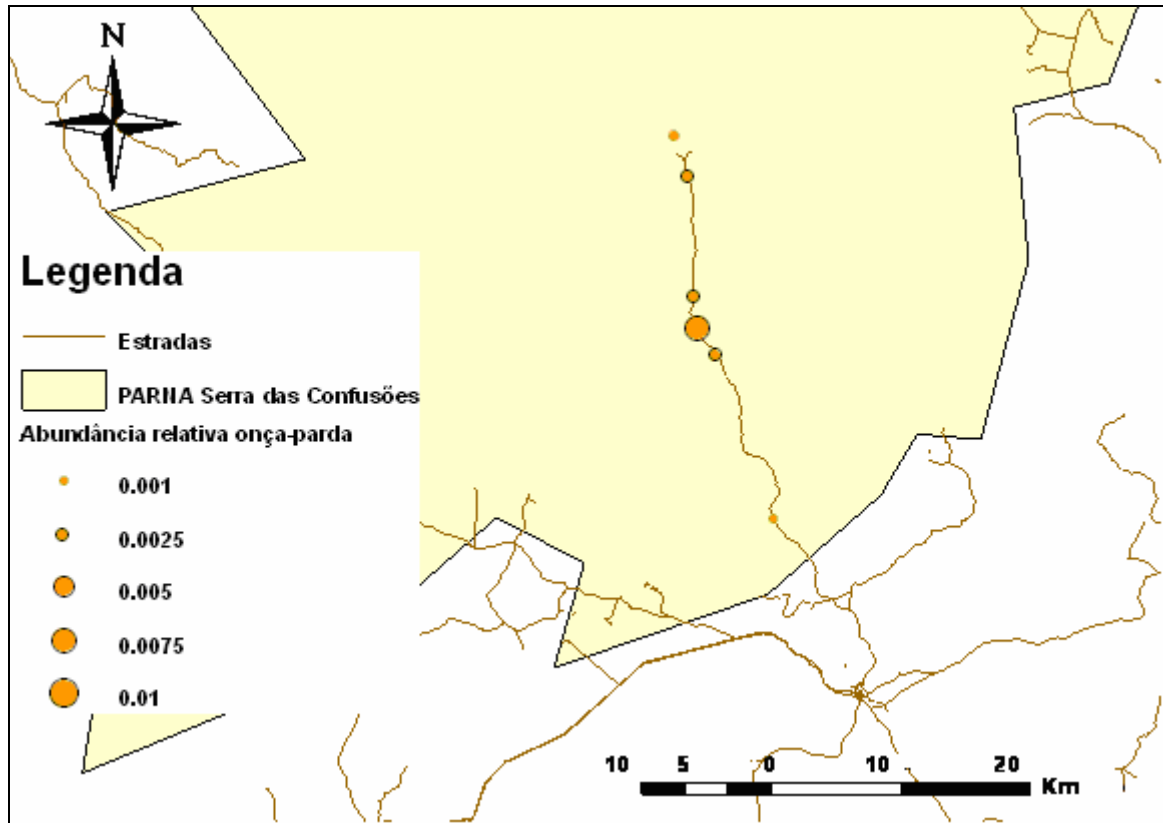 N
Legenda
Estradas
PARNA Serra das Confusões
Abundância relativa onça-parda
0.001
0.0025
0.005
0.0075
0.01
10 5 0 10 20
Km